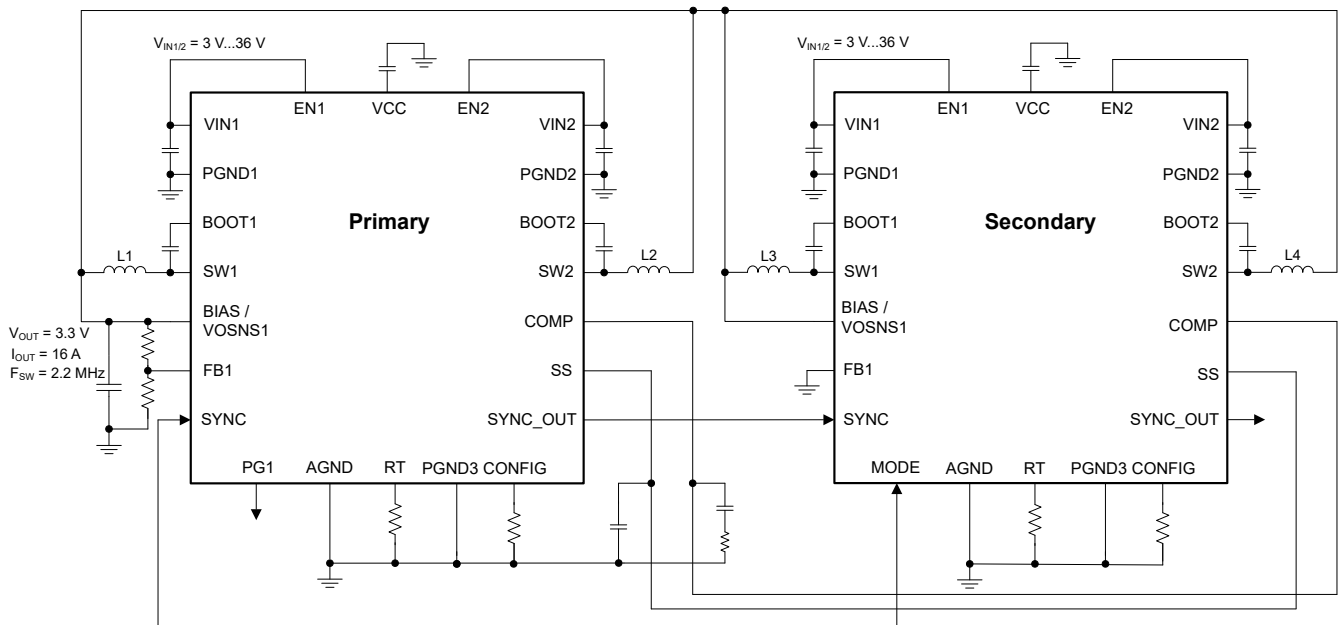 V_IN1/2 = 3 V...36 V
EN1
VCC
EN2
VIN1
VIN2
PGND1
PGND2
BOOT1
Primary
BOOT2
L1
SW1
SW2
L2
BIAS /
VOSNS1
COMP
V_OUT = 3.3 V
I_OUT = 16 A
F_SW = 2.2 MHz
FB1
SS
SYNC
SYNC_OUT
PG1
AGND
RT
PGND3
CONFIG
V_IN1/2 = 3 V...36 V
EN1
VCC
EN2
VIN1
VIN2
PGND1
PGND2
BOOT1
Secondary
BOOT2
L3
SW1
SW2
L4
BIAS /
VOSNS1
COMP
FB1
SS
SYNC
SYNC_OUT
MODE
AGND
RT
PGND3
CONFIG